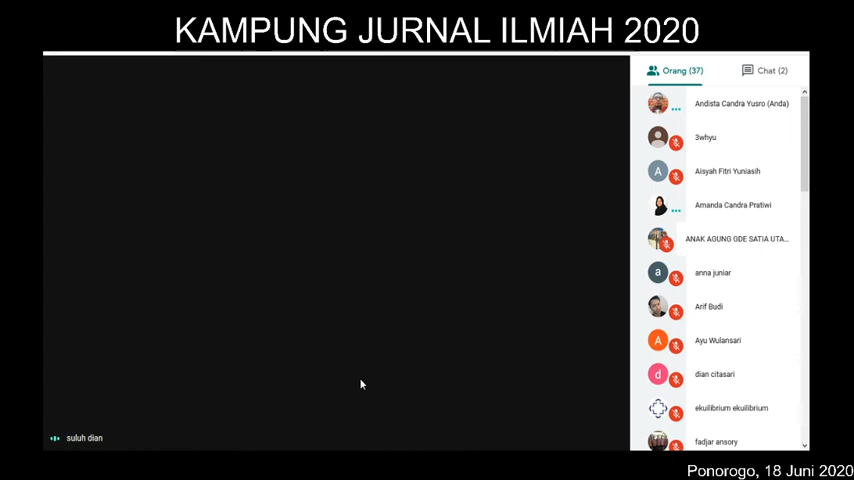 KAMPUNG JURNAL ILMIAH 2020
Orang (37)
Chat (2)
Andista Candra Yusro (Anda)
3whyu
A
Aisyah Fitri Yuniasih
Amanda Candra Pratiwi
ANAK AGUNG GDE SATIA UTA...
a
anna juniar
Arif Budi
A
Ayu Wulansari
d
dian citasari
ekuilibrium ekuilibrium
fadjar ansory
suluh dian
Ponorogo, 18 Juni 2020